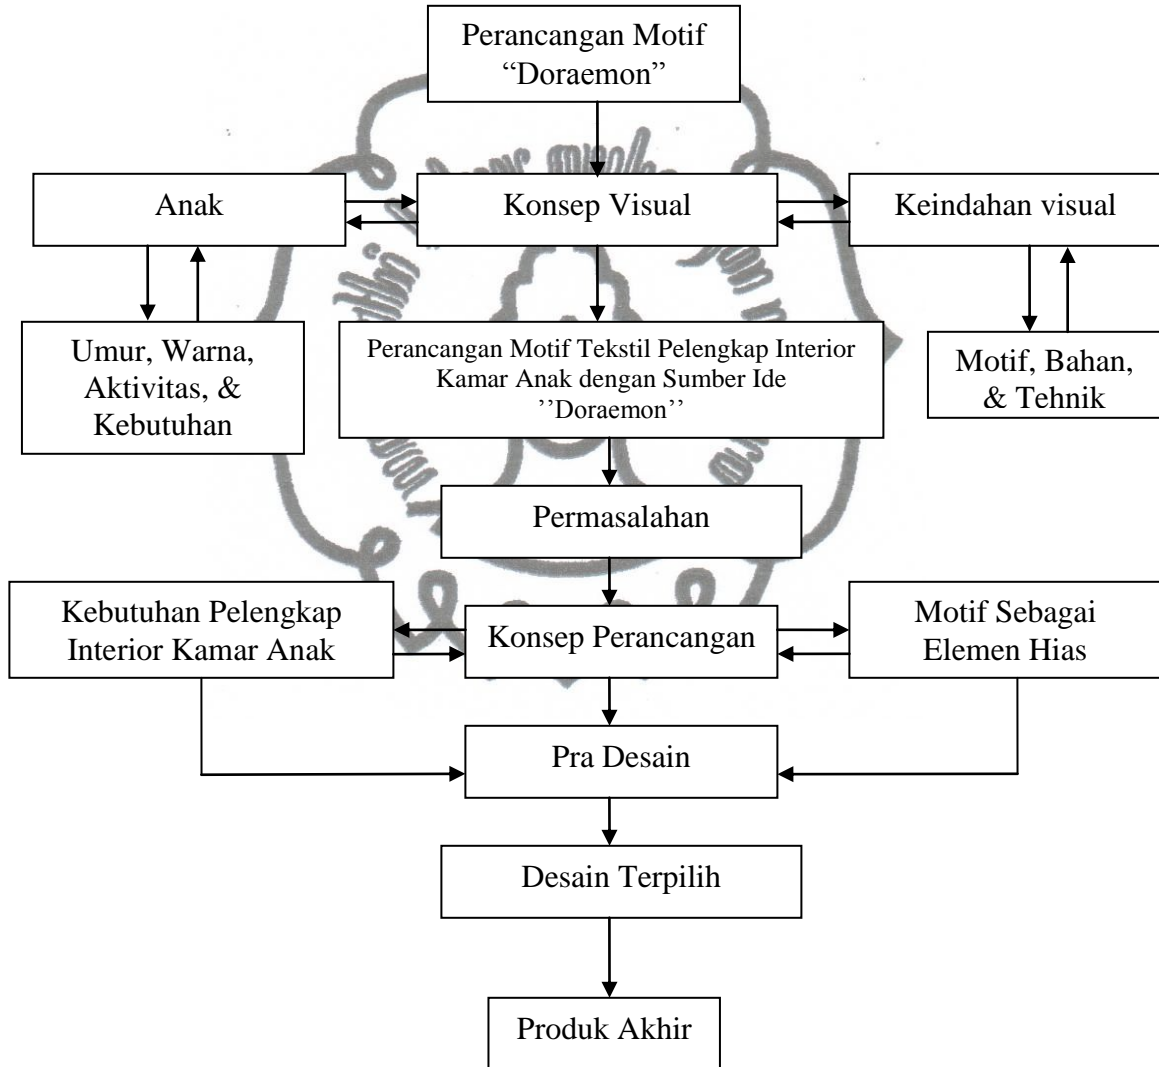 Perancangan Motif
“Doraemon”
Anak
Konsep Visual
Keindahan visual
Umur, Warna,
Aktivitas, &
Kebutuhan
Perancangan Motif Tekstil Pelengkap Interior
Kamar Anak dengan Sumber Ide
’’Doraemon’’
Motif, Bahan,
& Tehnik
Permasalahan
Kebutuhan Pelengkap
Interior Kamar Anak
Konsep Perancangan
Motif Sebagai
Elemen Hias
Pra Desain
Desain Terpilih
Produk Akhir